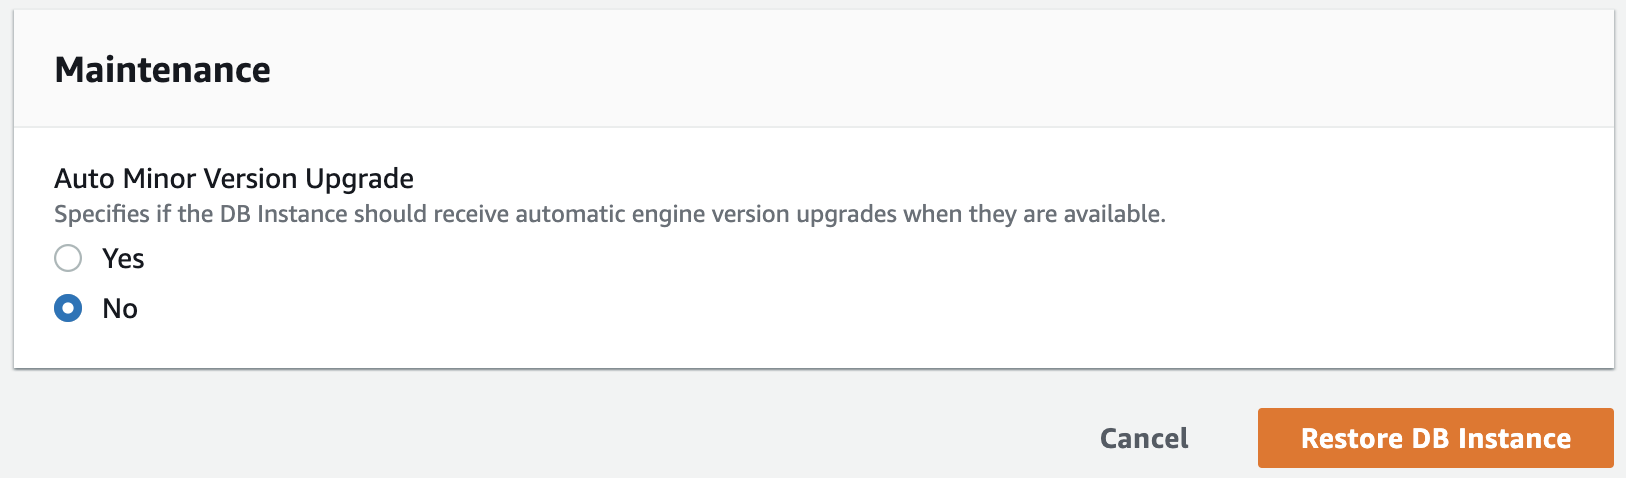 Maintenance
Auto Minor Version Upgrade
Specifies if the DB Instance should receive automatic engine version upgrades when they are available.
Yes
No
Cancel
Restore DB Instance